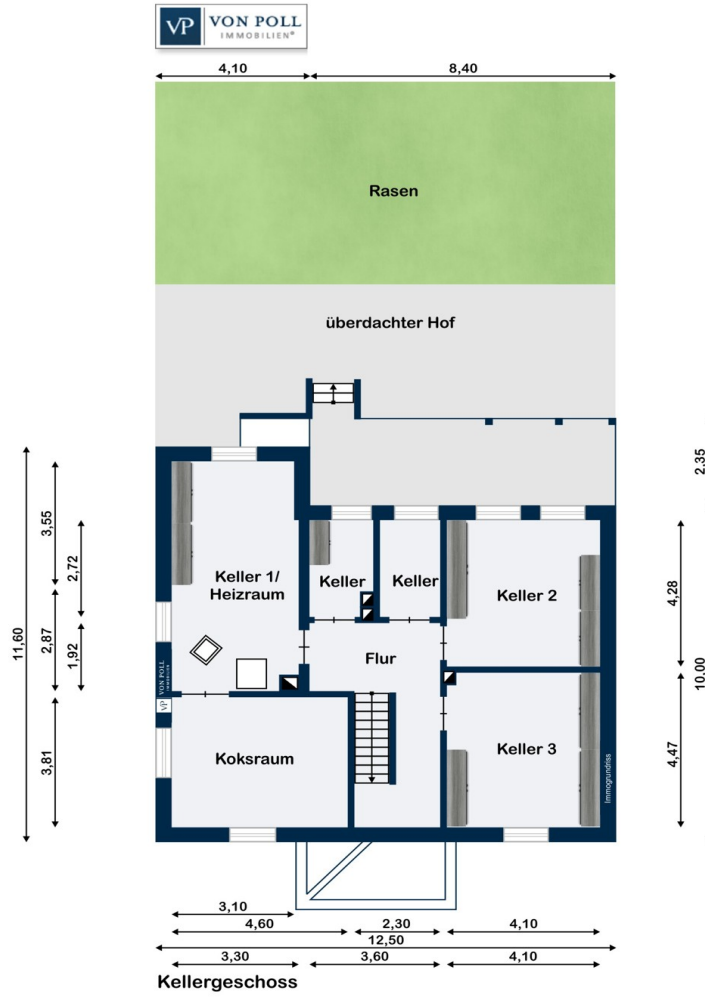 VP VON POLL
IMMOBILIEN®
4,10 8,40
Rasen
überdachter Hof
2.35
3,55
2,72
Keller 1/
Heizraum
Keller Keller Keller 2
4,28
11,60
2,87
1,92
Flur
10.00
VON POLL
IMMOBILIEN
VP
3,81
Koksraum
Keller 3
4,47
Immogrundriss
3,10
4,60 2,30 4,10
12,50
3,30 3,60 4,10
Kellergeschoss